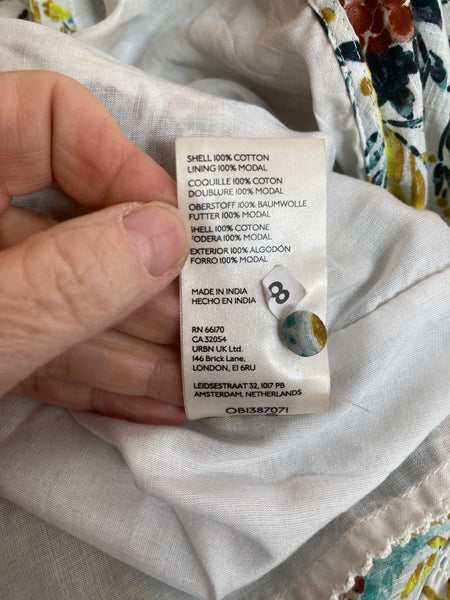 SHELL 100% COTTON
LINING 100% MODAL
COQUILLE 100% COTON
DOUBLURE 100% MODAL
OBERSTOFF 100% BAUMWOLLE
FUTTER 100% MODAL
SHELL 100% COTONE
FODERA 100% MODAL
EXTERIOR 100% ALGODÓN
FORRO 100% MODAL
MADE IN INDIA
HECHO EN INDIA
8
RN 66170
CA 32054
URBN UK Ltd.
146 Brick Lane,
LONDON, E1 6RU
LEIDSESTRAAT 32, 1017 PB
AMSTERDAM, NETHERLANDS
OB1387071